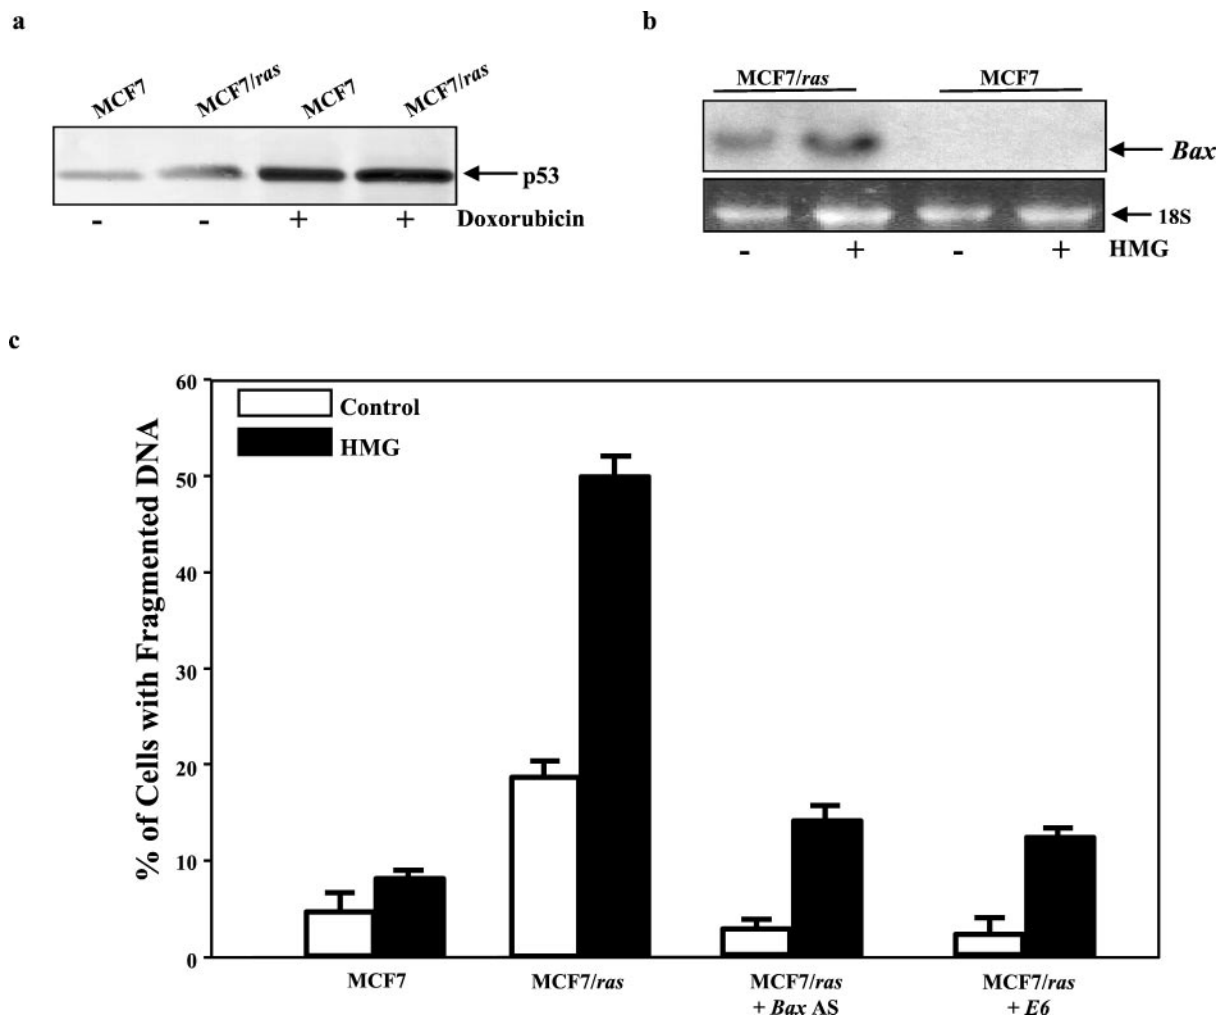 a
MCF7 MCF7/ras MCF7 MCF7/ras
p53
- - + + Doxorubicin
b
MCF7/ras MCF7
Bax
18S
- + - + HMG
c
60
50
40
30
20
10
0
% of Cells with Fragmented DNA
Control
HMG
MCF7 MCF7/ras MCF7/ras MCF7/ras
+ Bax AS + E6